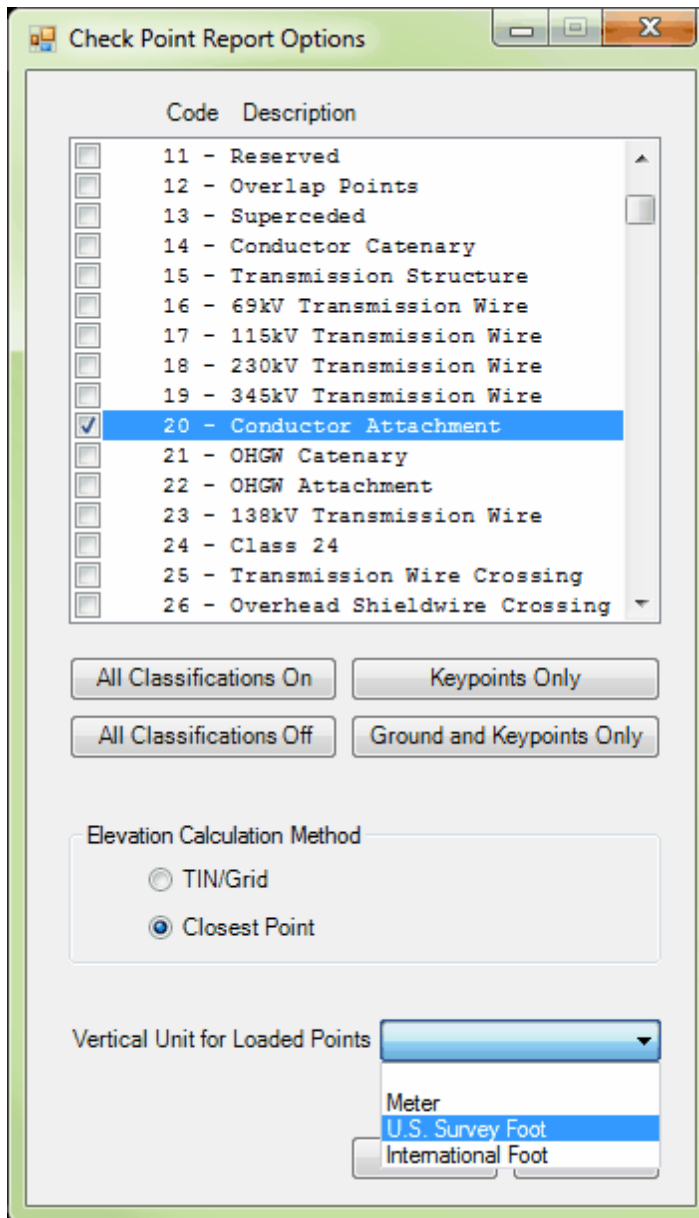 Check Point Report Options
Code Description
11 - Reserved
12 - Overlap Points
13 - Superceded
14 - Conductor Catenary
15 - Transmission Structure
16 - 69kV Transmission Wire
17 - 115kV Transmission Wire
18 - 230kV Transmission Wire
19 - 345kV Transmission Wire
20 - Conductor Attachment
21 - OHGW Catenary
22 - OHGW Attachment
23 - 138kV Transmission Wire
24 - Class 24
25 - Transmission Wire Crossing
26 - Overhead Shieldwire Crossing
All Classifications On Keypoints Only
All Classifications Off Ground and Keypoints Only
Elevation Calculation Method
TIN/Grid
Closest Point
Vertical Unit for Loaded Points
Meter
U.S. Survey Foot
International Foot